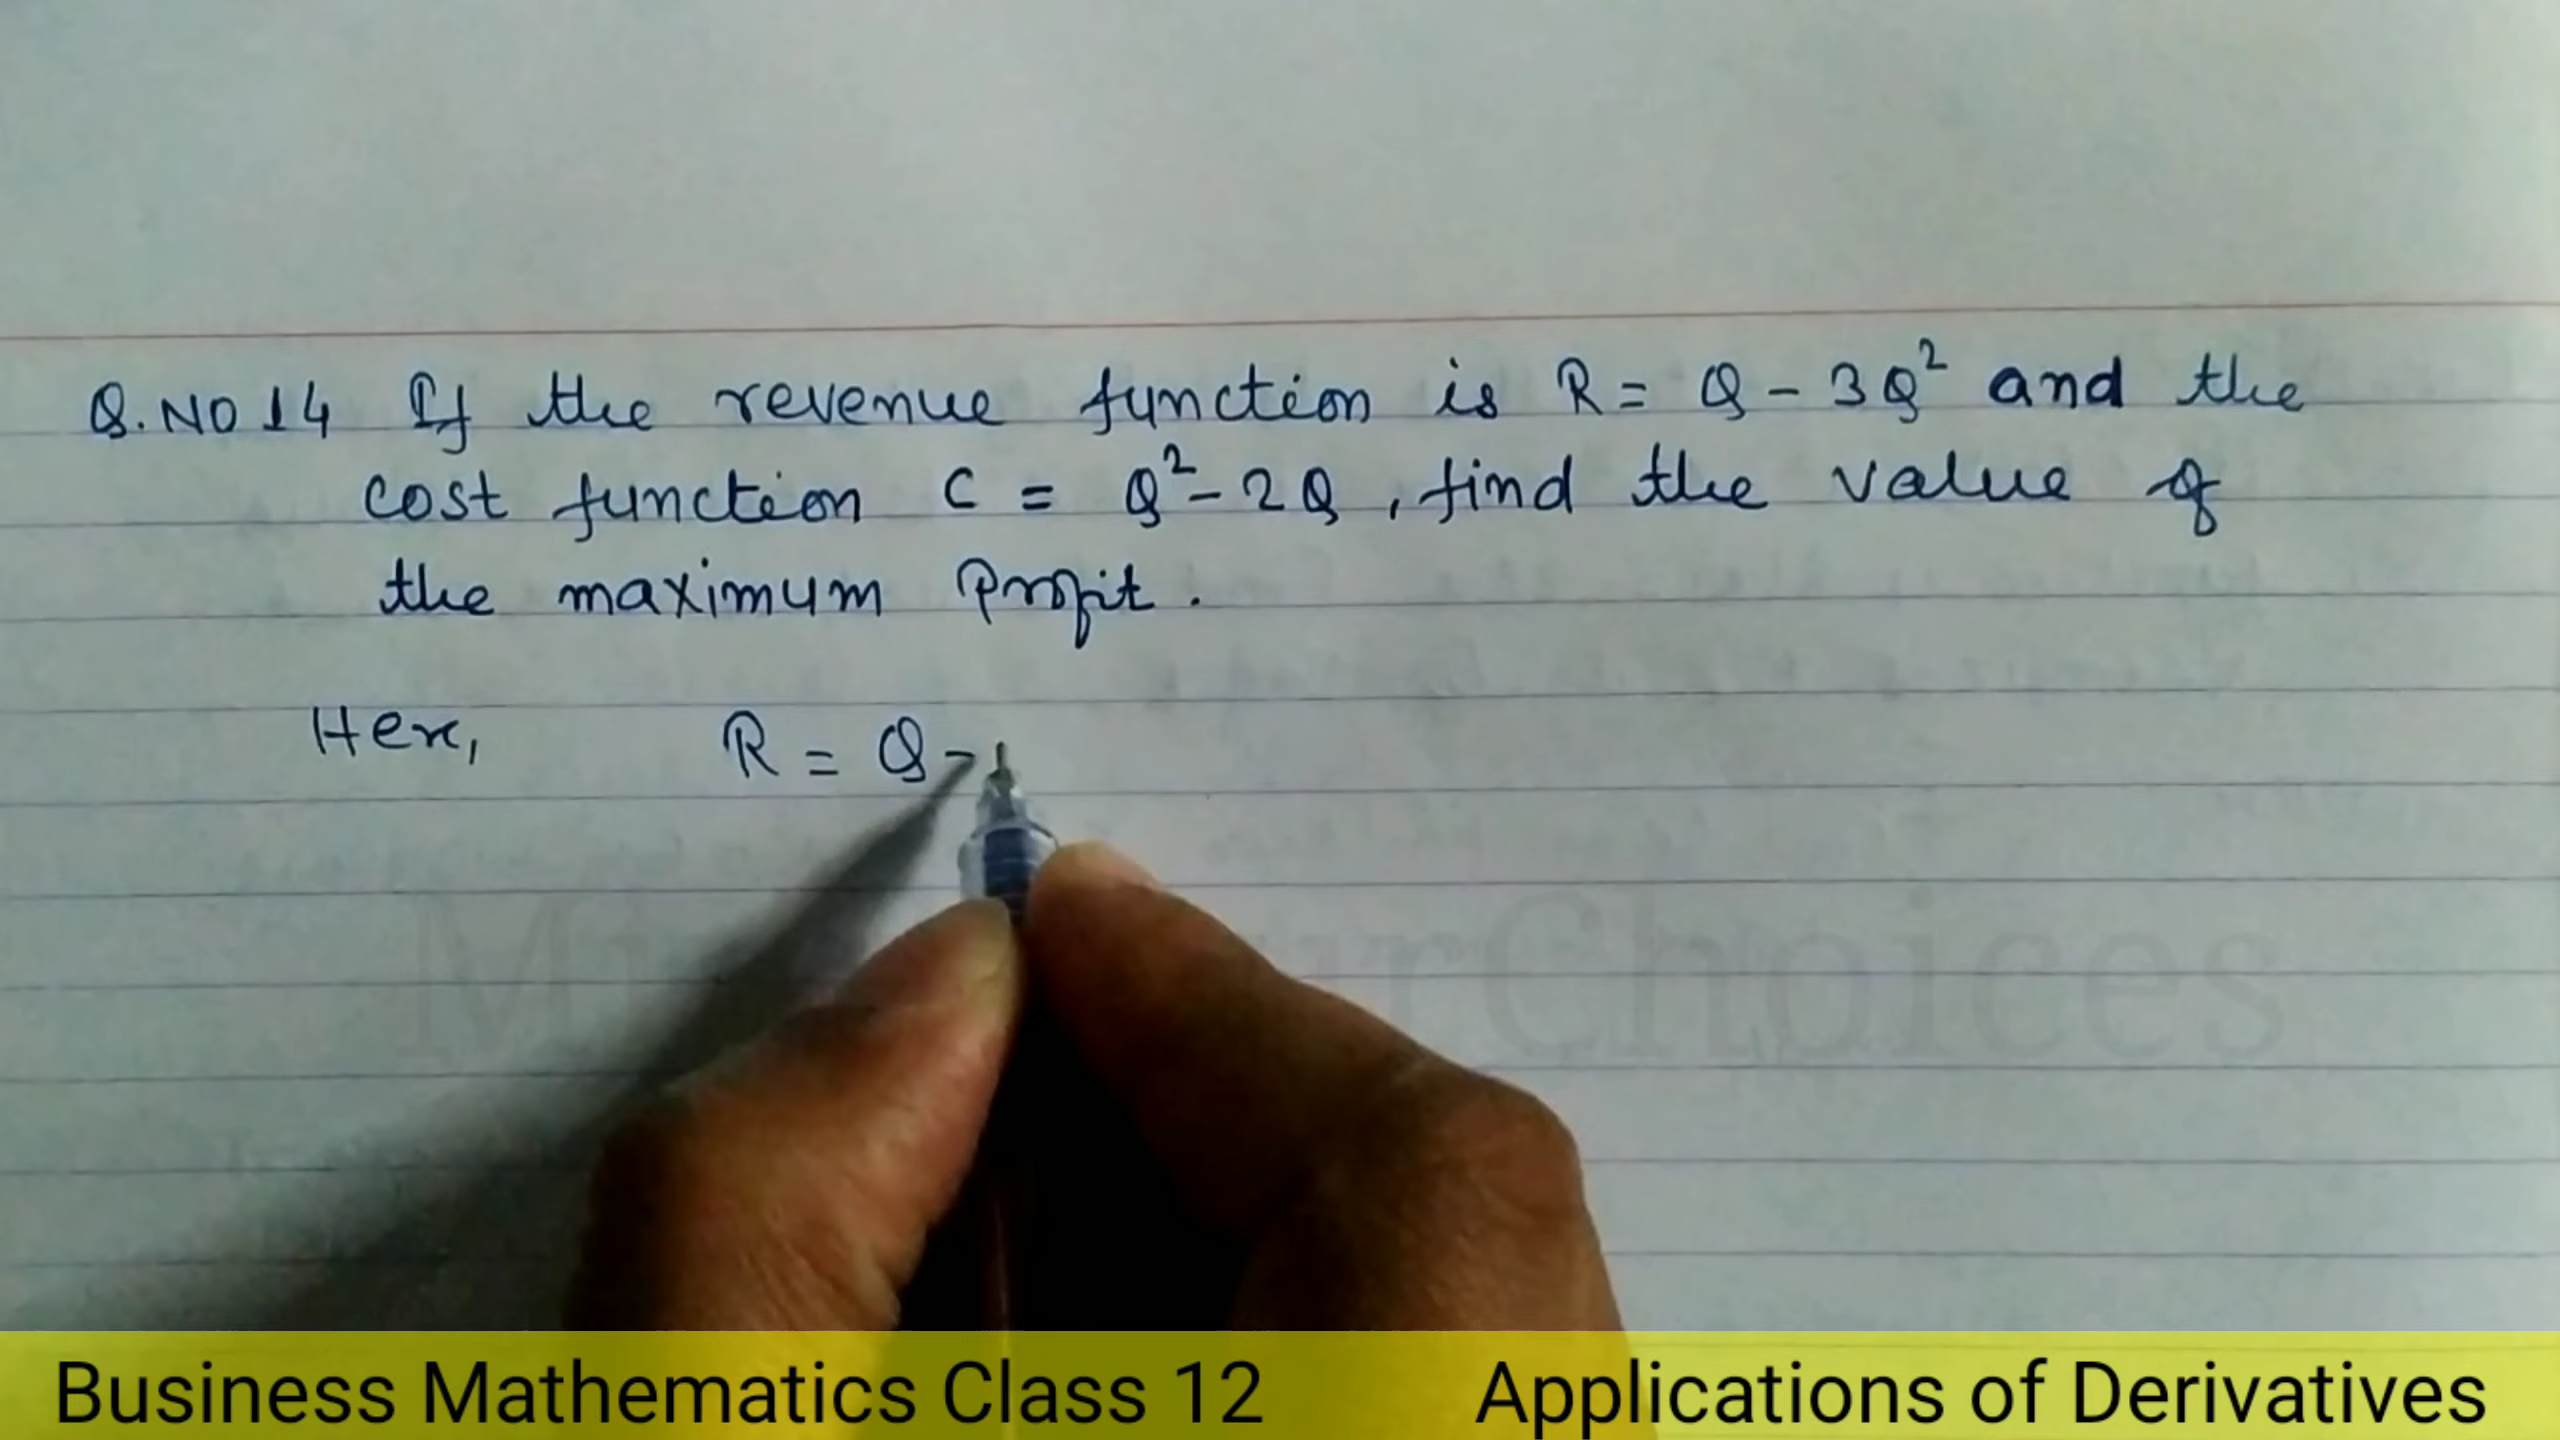 Q.NO 14 If the revenue function is R = Q - 3Q² and the
cost function C = Q² - 2Q , find the value of
the maximum Profit .
Here, R = Q -
Business Mathematics Class 12 Applications of Derivatives